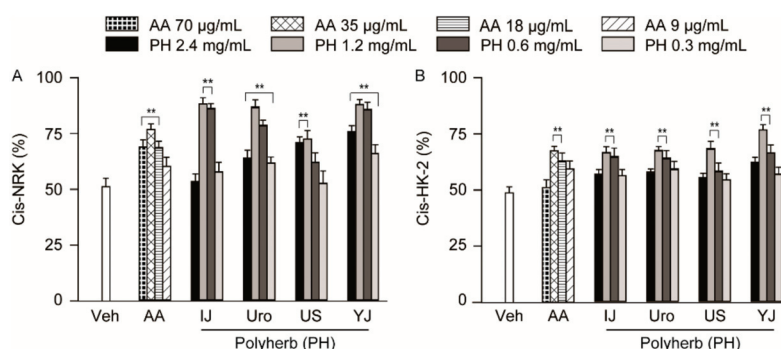 AA 70 µg/mL AA 35 µg/mL AA 18 µg/mL AA 9 µg/mL
PH 2.4 mg/mL PH 1.2 mg/mL PH 0.6 mg/mL PH 0.3 mg/mL
A
Cis-NRK (%)
100
75
50
25
0
** ** ** ** **
Veh AA IJ Uro US YJ
Polyherb (PH)
B
Cis-HK-2 (%)
100
75
50
25
0
** ** ** ** **
Veh AA IJ Uro US YJ
Polyherb (PH)